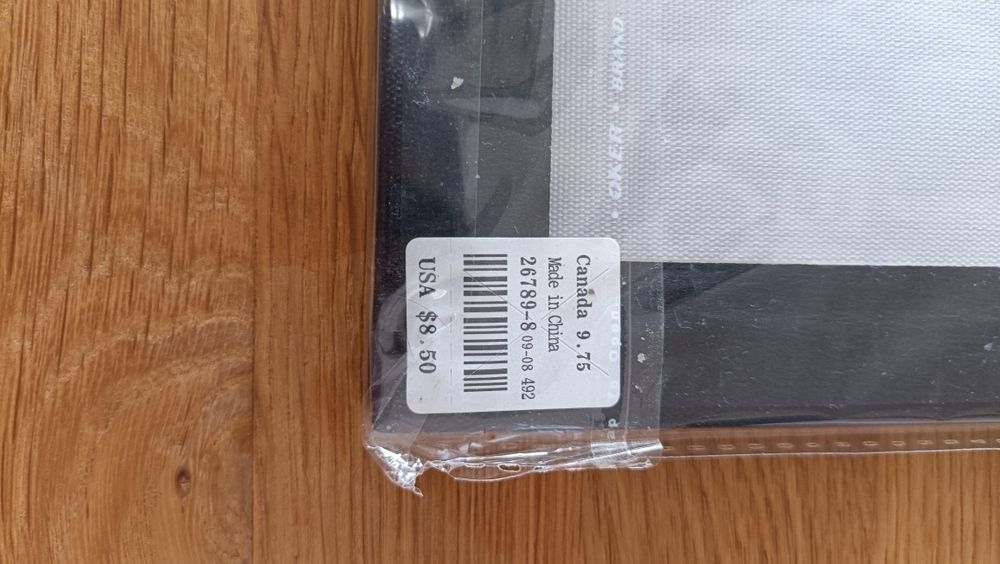 Canada 9.75
Made in China
26789-8 09-08 492
USA $8.50